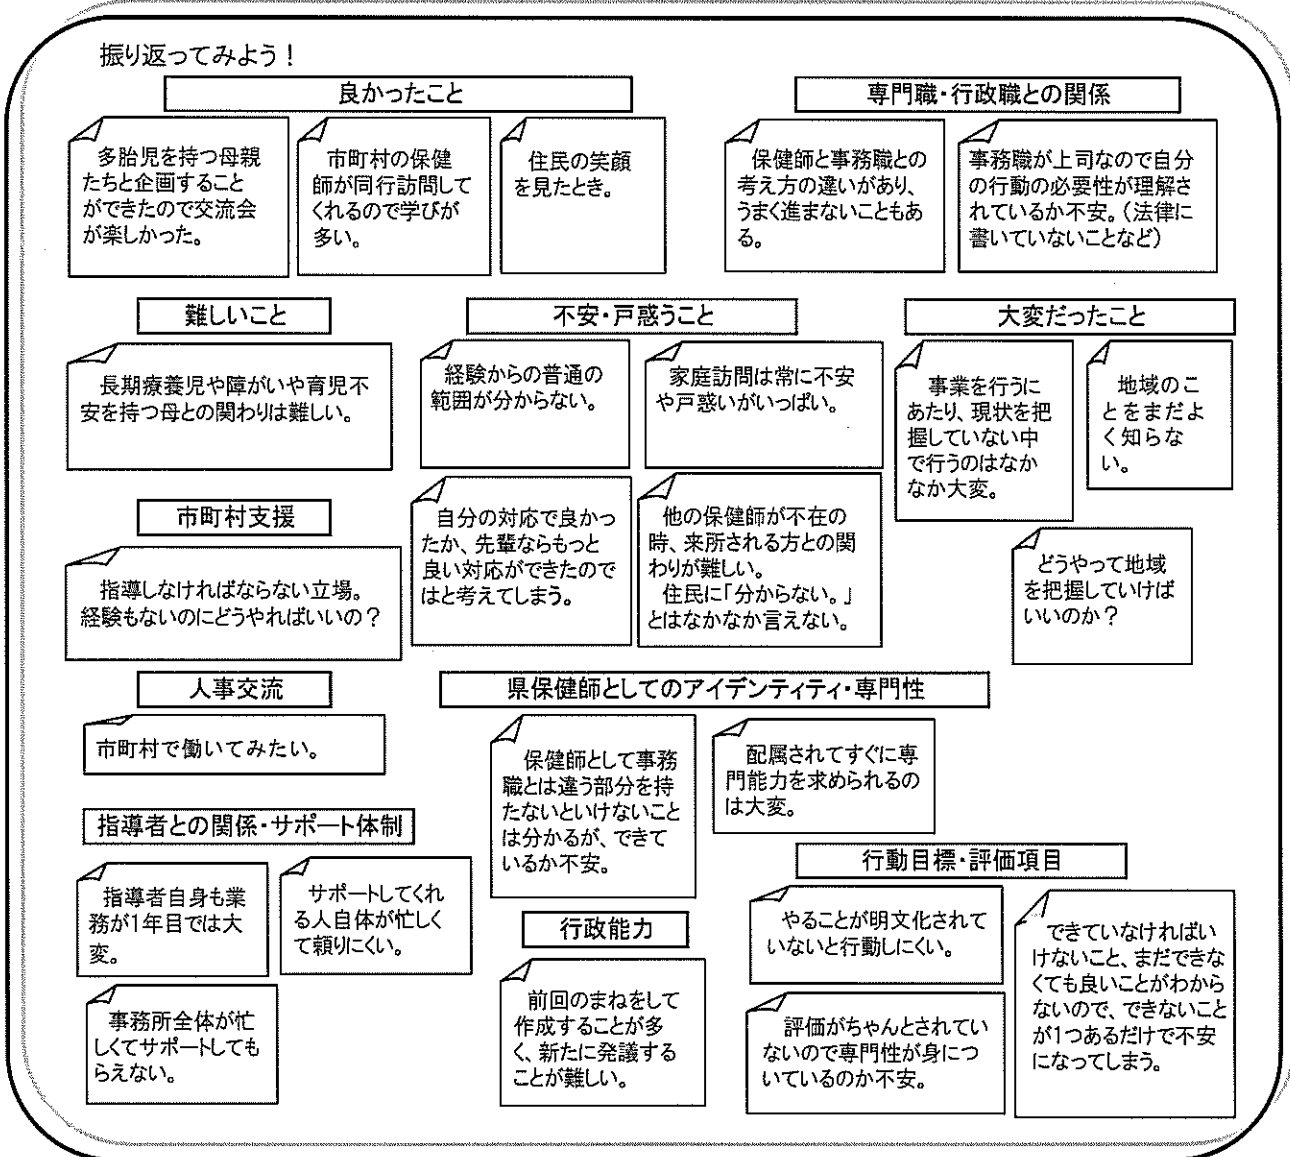 振り返ってみよう！
良かったこと
多胎児を持つ母親
たちと企画すること
ができたので交流会
が楽しかった。
市町村の保健
師が同行訪問して
くれるので学びが
多い。
住民の笑顔
を見たとき。
専門職・行政職との関係
保健師と事務職との
考え方の違いがあり、
うまく進まないこともあ
る。
事務職が上司なので自分
の行動の必要性が理解さ
れているか不安。（法律に
書いていないことなど）
難しいこと
長期療養児や障がいや育児不
安を持つ母との関わりは難しい。
不安・戸惑うこと
経験からの普通の
範囲が分からない。
家庭訪問は常に不安
や戸惑いがいっぱい。
自分の対応で良かっ
たか、先輩ならもっと
良い対応ができたので
はと考えてしまう。
他の保健師が不在の
時、来所される方との関
わりが難しい。
住民に「分からない。」
とはなかなか言えない。
大変だったこと
事業を行うに
あたり、現状を把
握していない中
で行うのはなか
なか大変。
地域のこ
とをまだよ
く知らな
い。
どうやって地域
を把握していけば
いいのか？
市町村支援
指導しなければならない立場。
経験もないのにどうやればいいの？
人事交流
市町村で働いてみたい。
県保健師としてのアイデンティティ・専門性
保健師として事務
職とは違う部分を持
たないといけないこと
は分かるが、できて
いるか不安。
配属されてすぐに専
門能力を求められるの
は大変。
指導者との関係・サポート体制
指導者自身も業
務が1年目では大
変。
サポートしてくれ
る人自体が忙しく
て頼りにくい。
事務所全体が忙
しくてサポートしても
らえない。
行政能力
前回のまねをして
作成することが多
く、新たに発議する
ことが難しい。
行動目標・評価項目
やることが明文化されて
いないと行動しにくい。
評価がちゃんとされてい
ないので専門性が身につ
いているのか不安。
できていなければい
けないこと、まだできな
くても良いことがわから
ないので、できないこと
が1つあるだけで不安
になってしまう。